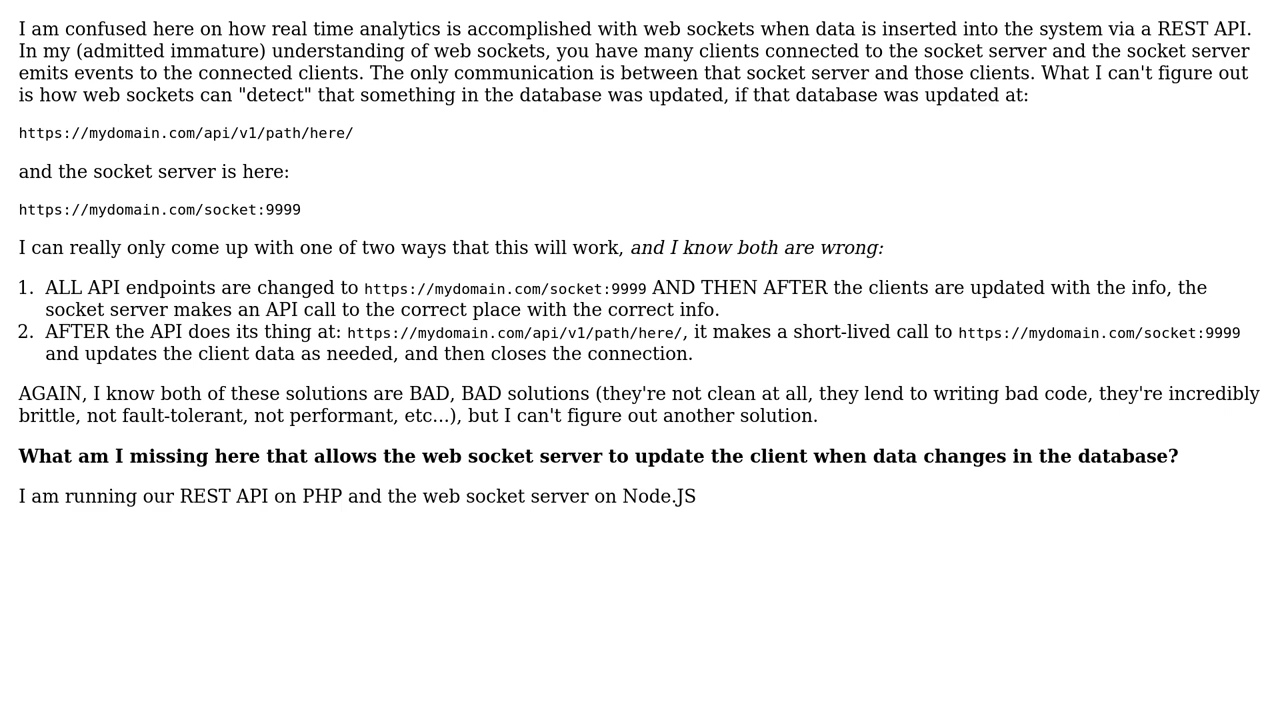 I am confused here on how real time analytics is accomplished with web sockets when data is inserted into the system via a REST API.
In my (admitted immature) understanding of web sockets, you have many clients connected to the socket server and the socket server
emits events to the connected clients. The only communication is between that socket server and those clients. What I can't figure out
is how web sockets can "detect" that something in the database was updated, if that database was updated at:
https://mydomain.com/api/v1/path/here/
and the socket server is here:
https://mydomain.com/socket:9999
I can really only come up with one of two ways that this will work, and I know both are wrong:
1. ALL API endpoints are changed to https://mydomain.com/socket:9999 AND THEN AFTER the clients are updated with the info, the
socket server makes an API call to the correct place with the correct info.
2. AFTER the API does its thing at: https://mydomain.com/api/v1/path/here/, it makes a short-lived call to https://mydomain.com/socket:9999
and updates the client data as needed, and then closes the connection.
AGAIN, I know both of these solutions are BAD, BAD solutions (they're not clean at all, they lend to writing bad code, they're incredibly
brittle, not fault-tolerant, not performant, etc...), but I can't figure out another solution.
What am I missing here that allows the web socket server to update the client when data changes in the database?
I am running our REST API on PHP and the web socket server on Node.JS